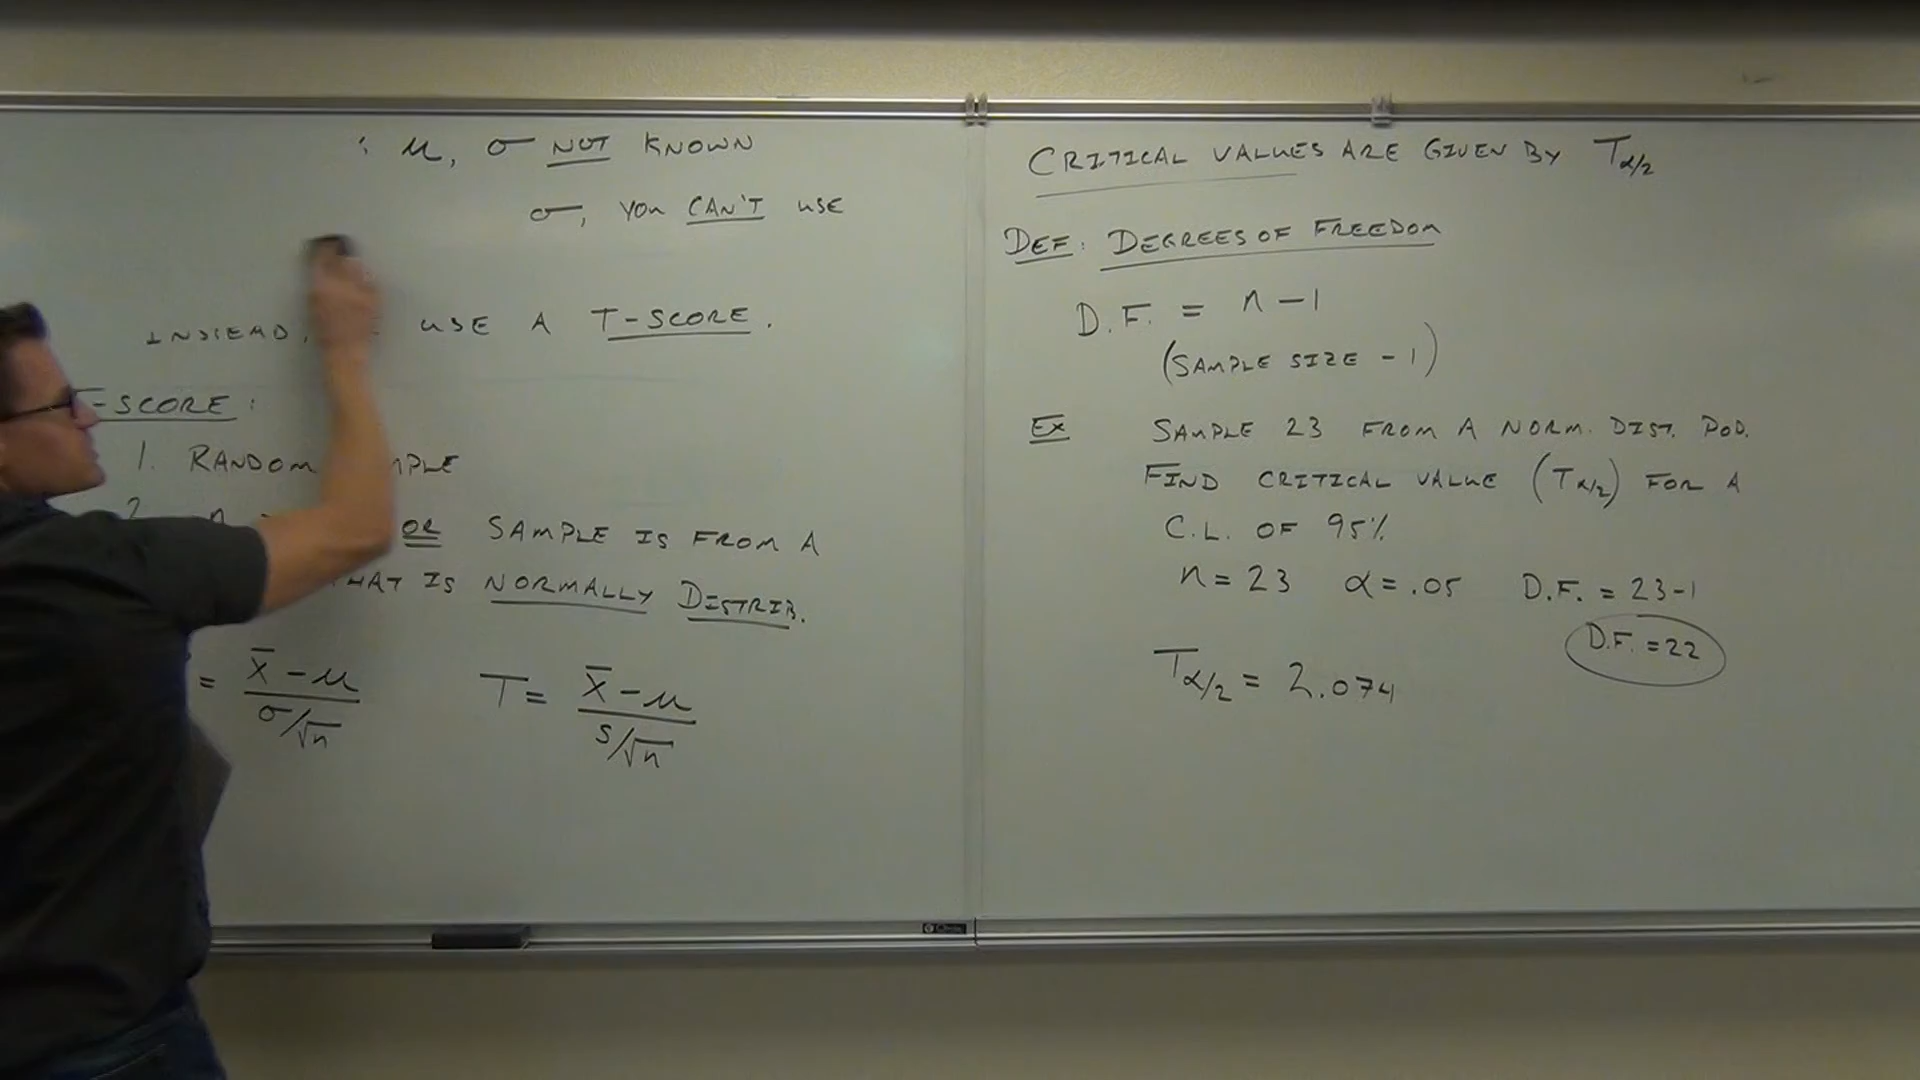 : μ, σ NOT KNOWN
σ, YOU CAN'T USE
INSTEAD, USE A T-SCORE.
T-SCORE:
1. RANDOM
2. n OR SAMPLE IS FROM A
THAT IS NORMALLY DISTRIB.
= x̄ - μ / σ/√n T = x̄ - μ / s/√n
CRITICAL VALUES ARE GIVEN BY Tα/2
DEF: DEGREES OF FREEDOM
D.F. = n - 1
(SAMPLE SIZE - 1)
EX SAMPLE 23 FROM A NORM. DIST. POP.
FIND CRITICAL VALUE (Tα/2) FOR A
C.L. OF 95%
n = 23 α = .05 D.F. = 23-1
D.F. = 22
Tα/2 = 2.074